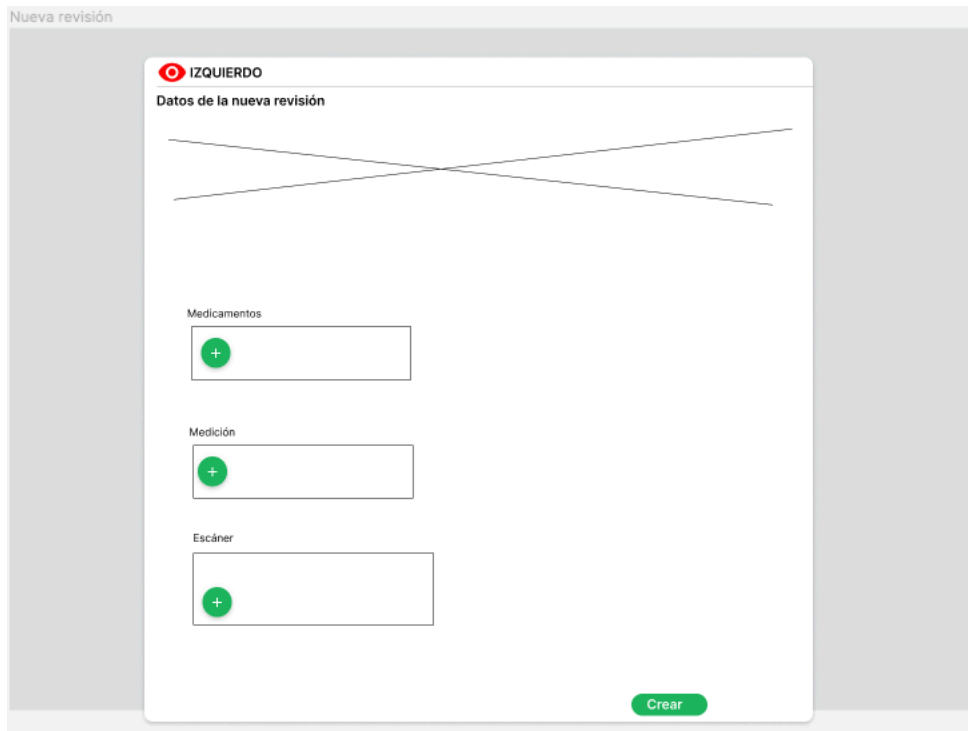 Nueva revisión
IZQUIERDO
Datos de la nueva revisión
Medicamentos
+
Medición
+
Escáner
+
Crear